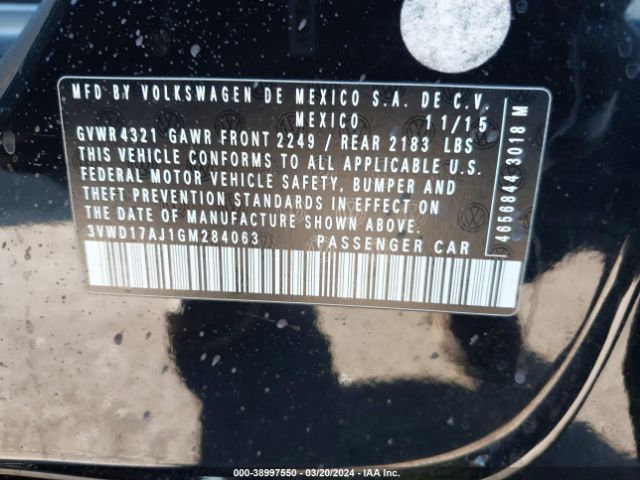 MFD BY VOLKSWAGEN DE MEXICO S.A. DE C.V.
MEXICO 11/15
GVWR 4321 GAWR FRONT 2249 / REAR 2183 LBS
THIS VEHICLE CONFORMS TO ALL APPLICABLE U.S.
FEDERAL MOTOR VEHICLE SAFETY, BUMPER AND
THEFT PREVENTION STANDARDS IN EFFECT ON
THE DATE OF MANUFACTURE SHOWN ABOVE.
3VWD17AJ1GM284063 PASSENGER CAR
4656844 3018 M
000-38997550 — 03/20/2024 — IAA Inc.